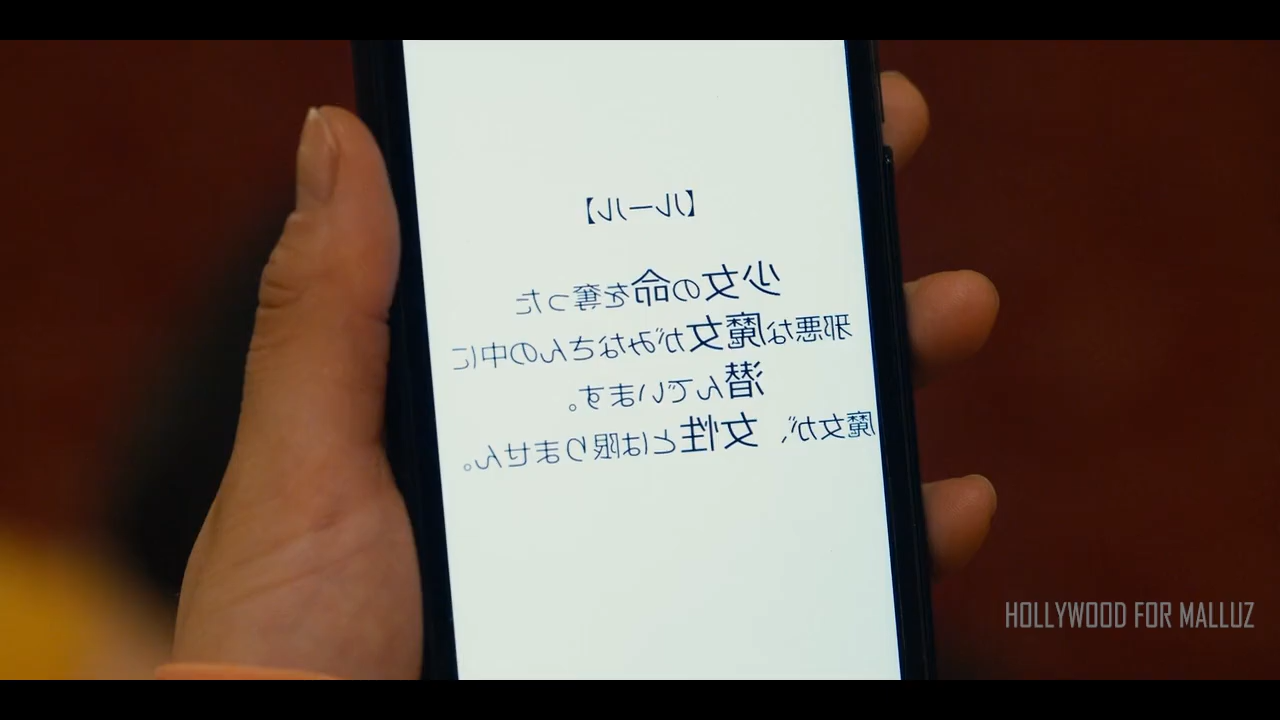 【ルール】
少女の命を奪った
邪悪な魔女がみなさんの中に
潜んでいます。
魔女が、女性とは限りません。
HOLLYWOOD FOR MALLUZ